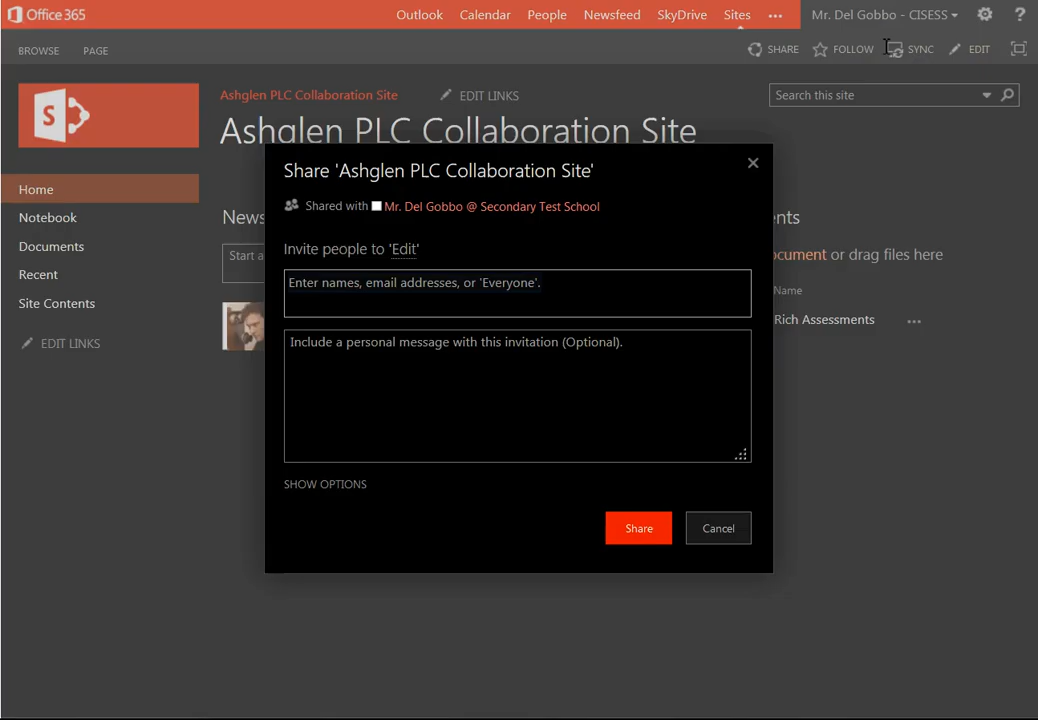 Office 365
Outlook Calendar People Newsfeed SkyDrive Sites ••• Mr. Del Gobbo - CISESS ?
BROWSE PAGE SHARE FOLLOW SYNC EDIT
S
Ashglen PLC Collaboration Site EDIT LINKS Search this site
Ashglen PLC Collaboration Site
Share 'Ashglen PLC Collaboration Site'
Home
Shared with Mr. Del Gobbo @ Secondary Test School
Notebook
News ents
Documents
Invite people to 'Edit'
Start a ocument or drag files here
Recent
Enter names, email addresses, or 'Everyone'.
Name
Site Contents
Rich Assessments •••
EDIT LINKS
Include a personal message with this invitation (Optional).
SHOW OPTIONS
Share Cancel